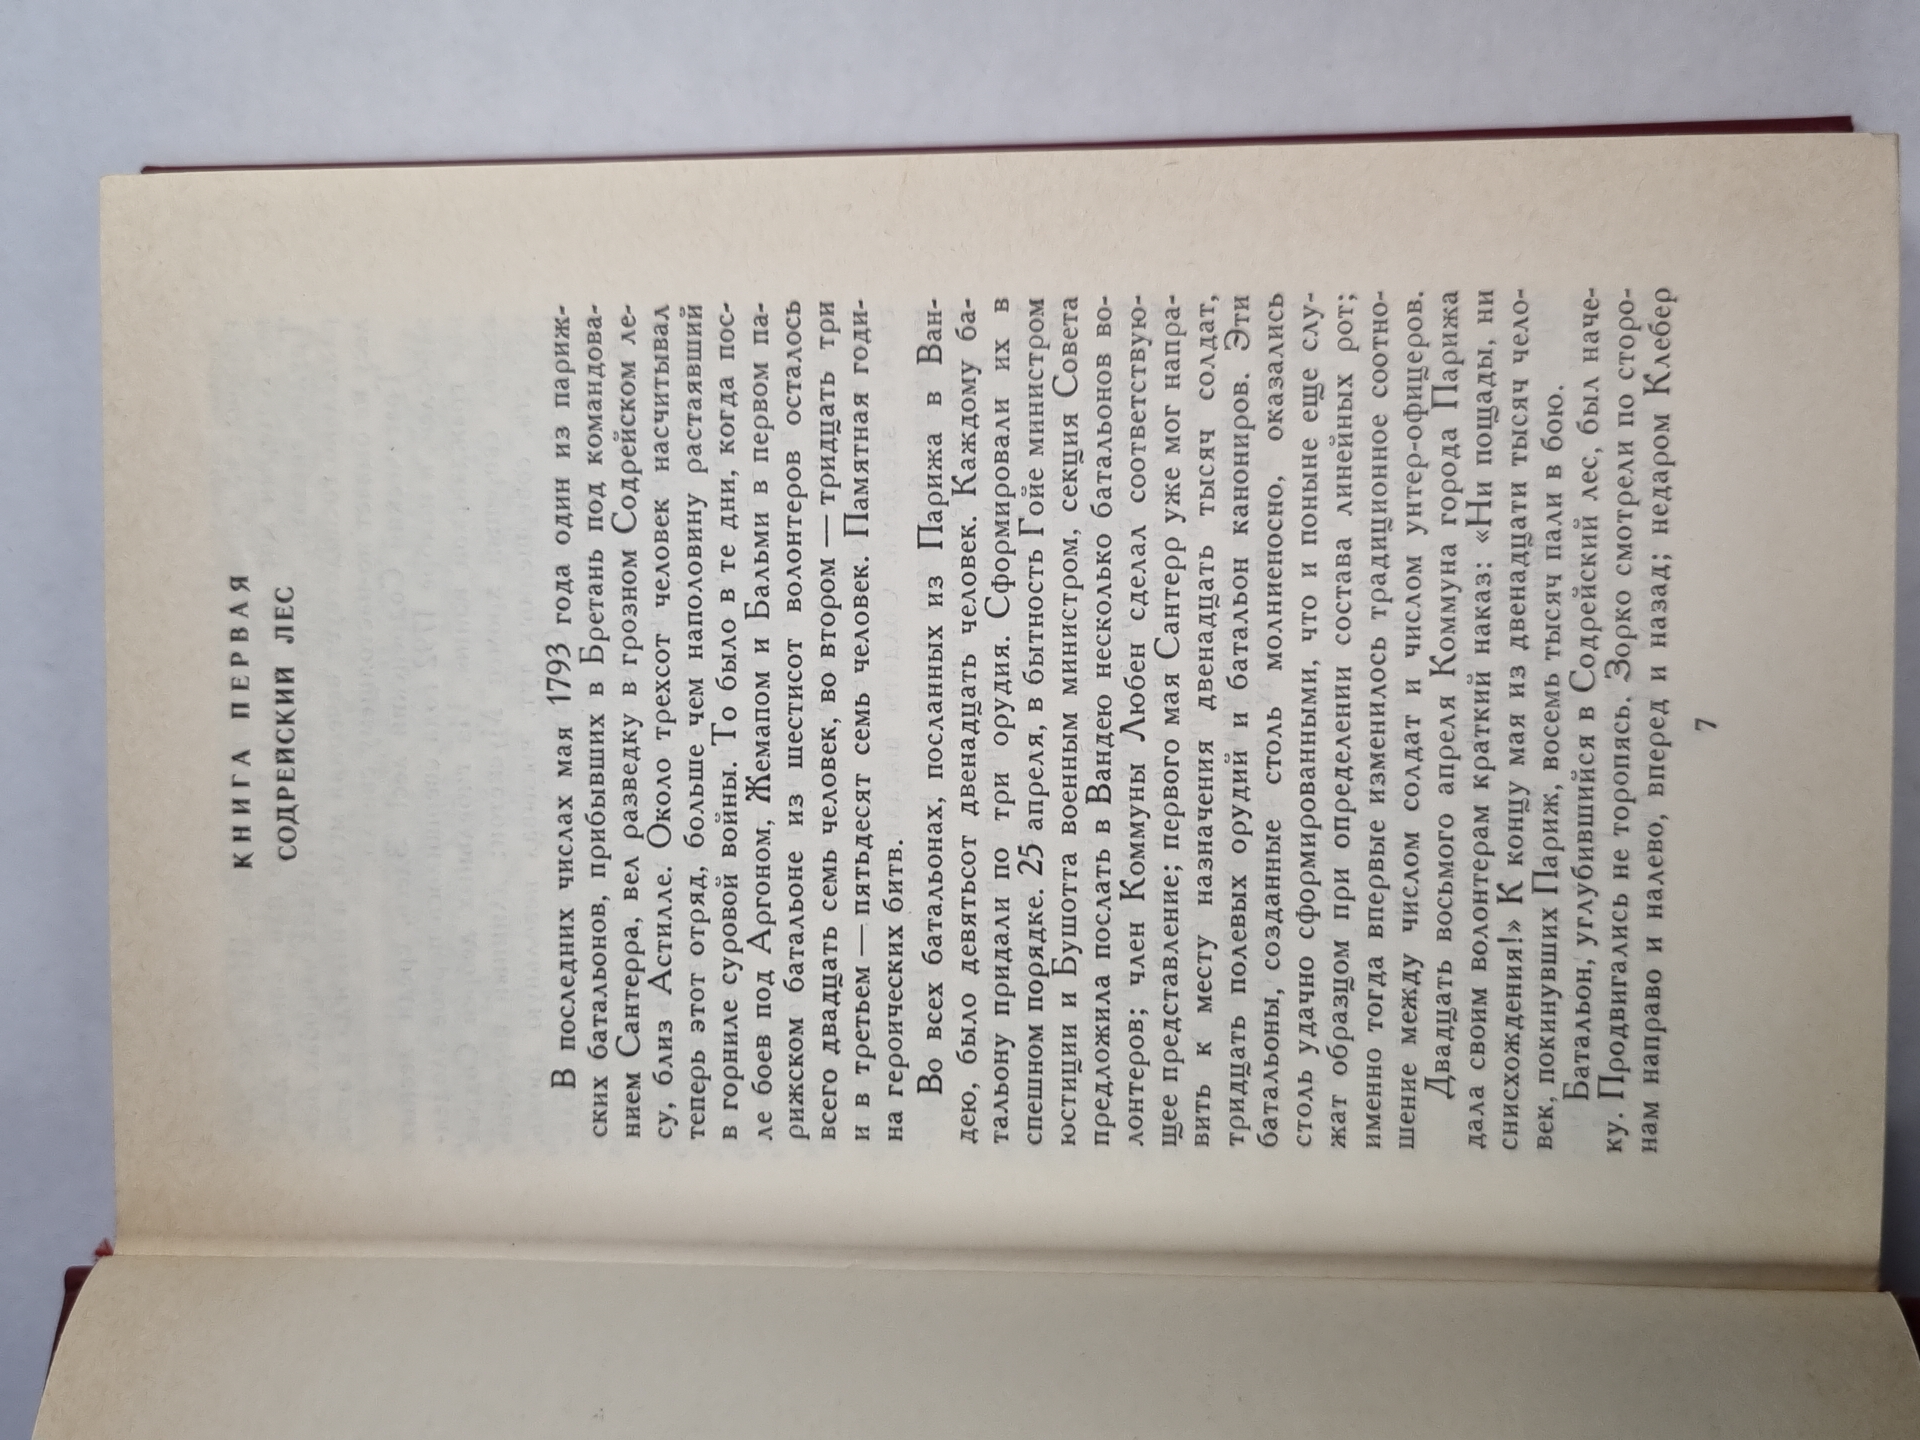 КНИГА ПЕРВАЯ
СОДРЕЙСКИЙ ЛЕС
В последних числах мая 1793 года один из париж-
ских батальонов, прибывших в Бретань под командова-
нием Сантерра, вел разведку в грозном Содрейском ле-
су, близ Астилле. Около трехсот человек насчитывал
теперь этот отряд, больше чем наполовину растаявший
в горниле суровой войны. То было в те дни, когда пос-
ле боев под Аргоном, Жемапом и Вальми в первом па-
рижском батальоне из шестисот волонтеров осталось
всего двадцать семь человек, во втором — тридцать три
и в третьем — пятьдесят семь человек. Памятная годи-
на героических битв.
Во всех батальонах, посланных из Парижа в Ван-
дею, было девятьсот двенадцать человек. Каждому ба-
тальону придали по три орудия. Сформировали их в
спешном порядке. 25 апреля, в бытность Гойе министром
юстиции и Бушотта военным министром, секция Совета
предложила послать в Вандею несколько батальонов во-
лонтеров; член Коммуны Любен сделал соответствую-
щее представление; первого мая Сантерр уже мог напра-
вить к месту назначения двенадцать тысяч солдат,
тридцать полевых орудий и батальон канониров. Эти
батальоны, созданные столь молниеносно, оказались
столь удачно сформированными, что и поныне еще слу-
жат образцом при определении состава линейных рот;
именно тогда впервые изменилось традиционное соотно-
шение между числом солдат и числом унтер-офицеров.
Двадцать восьмого апреля Коммуна города Парижа
дала своим волонтерам краткий наказ: «Ни пощады, ни
снисхождения!» К концу мая из двенадцати тысяч чело-
век, покинувших Париж, восемь тысяч пали в бою.
Батальон, углубившийся в Содрейский лес, был наче-
ку. Продвигались не торопясь. Зорко смотрели по сторо-
нам направо и налево, вперед и назад; недаром Клебер
7